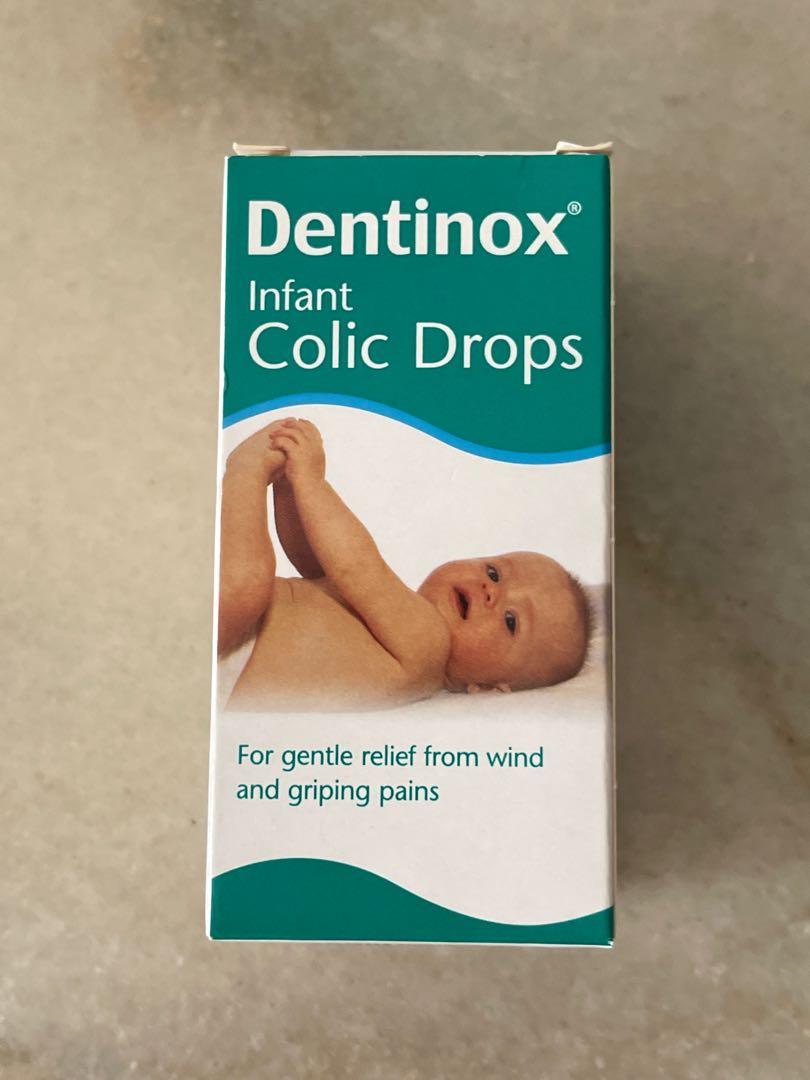 Dentinox®
Infant
Colic Drops
For gentle relief from wind
and griping pains